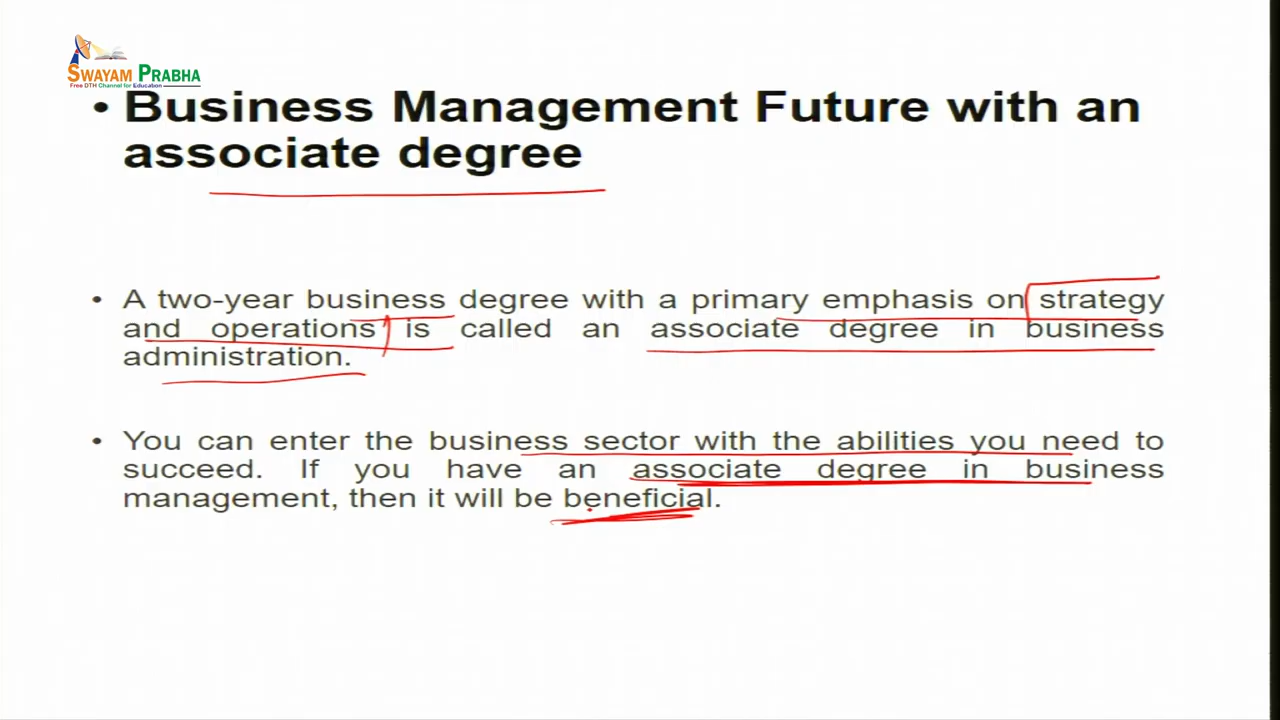 SWAYAM PRABHA
Free DTH Channel for Education
• Business Management Future with an
associate degree
• A two-year business degree with a primary emphasis on strategy
and operations is called an associate degree in business
administration.
• You can enter the business sector with the abilities you need to
succeed. If you have an associate degree in business
management, then it will be beneficial.